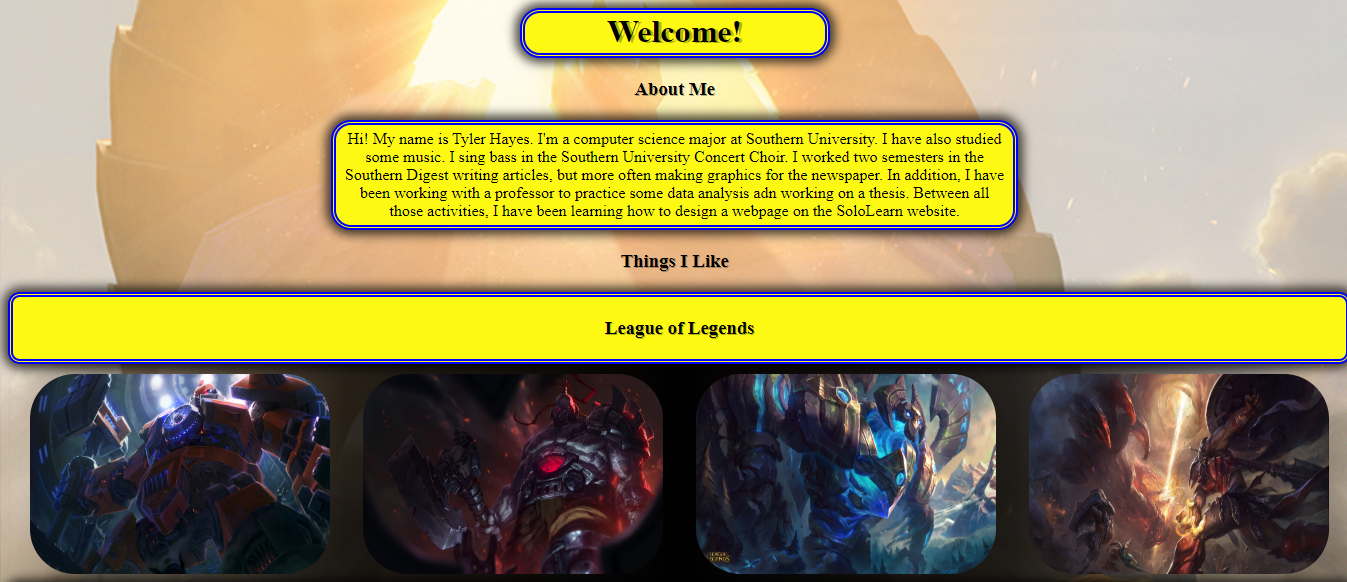 Welcome!
About Me
Hi! My name is Tyler Hayes. I'm a computer science major at Southern University. I have also studied
some music. I sing bass in the Southern University Concert Choir. I worked two semesters in the
Southern Digest writing articles, but more often making graphics for the newspaper. In addition, I have
been working with a professor to practice some data analysis adn working on a thesis. Between all
those activities, I have been learning how to design a webpage on the SoloLearn website.
Things I Like
League of Legends